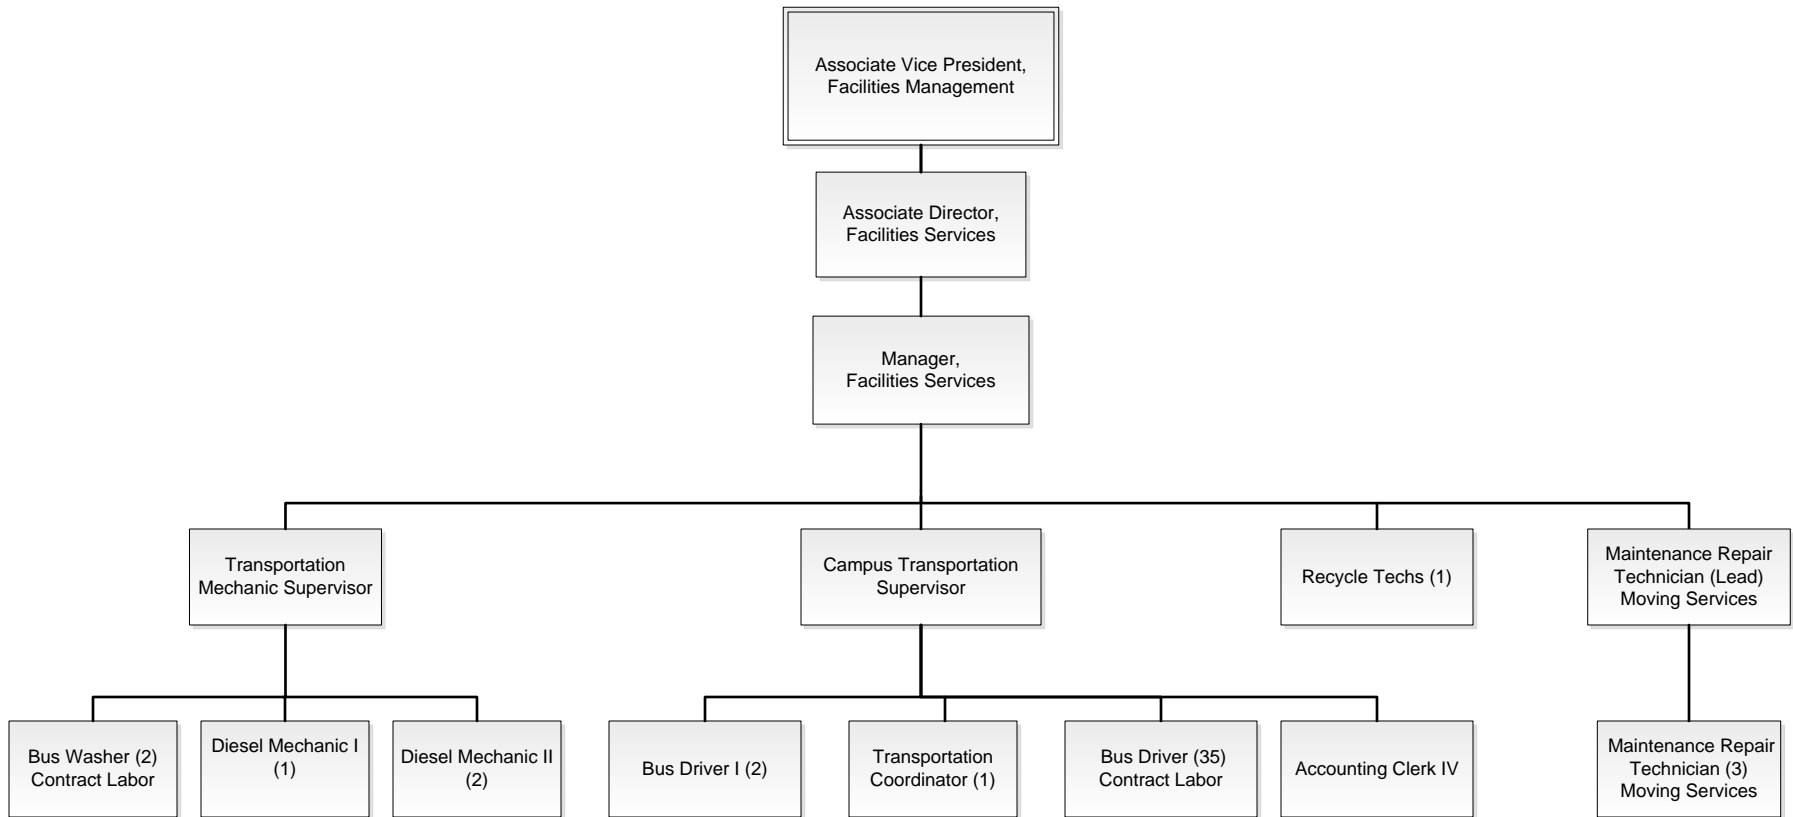 Associate Vice President,
Facilities Management
Associate Director,
Facilities Services
Manager,
Facilities Services
Transportation
Mechanic Supervisor
Campus Transportation
Supervisor
Recycle Techs (1)
Maintenance Repair
Technician (Lead)
Moving Services
Bus Washer (2)
Contract Labor
Diesel Mechanic I
(1)
Diesel Mechanic II
(2)
Bus Driver I (2)
Transportation
Coordinator (1)
Bus Driver (35)
Contract Labor
Accounting Clerk IV
Maintenance Repair
Technician (3)
Moving Services